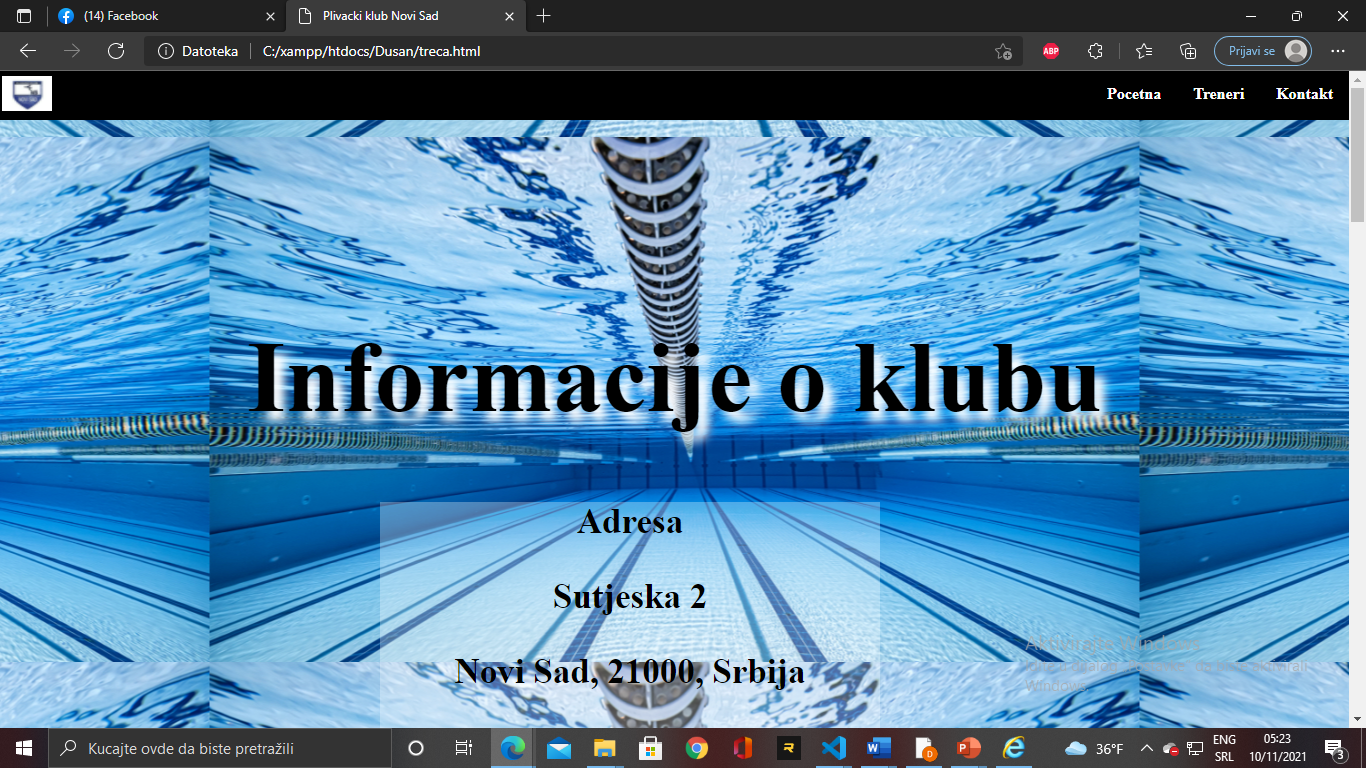 (14) Facebook
Plivacki klub Novi Sad
Datoteka
C:/xampp/htdocs/Dusan/treca.html
ABP
Prijavi se
Pocetna
Treneri
Kontakt
Informacije o klubu
Adresa
Sutjeska 2
Novi Sad, 21000, Srbija
Kucajte ovde da biste pretražili
36°F
ENG
SRL
05:23
10/11/2021
3